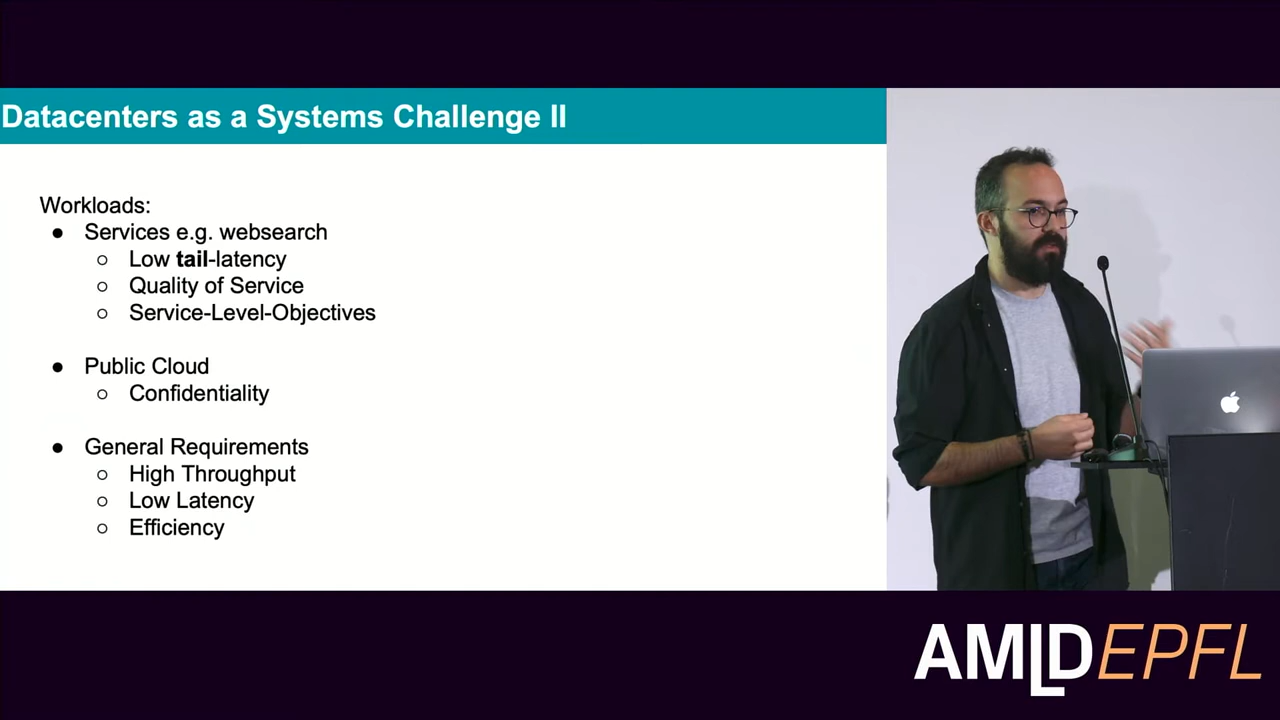 Datacenters as a Systems Challenge II
Workloads:
● Services e.g. websearch
○ Low tail-latency
○ Quality of Service
○ Service-Level-Objectives
● Public Cloud
○ Confidentiality
● General Requirements
○ High Throughput
○ Low Latency
○ Efficiency
AMLD EPFL